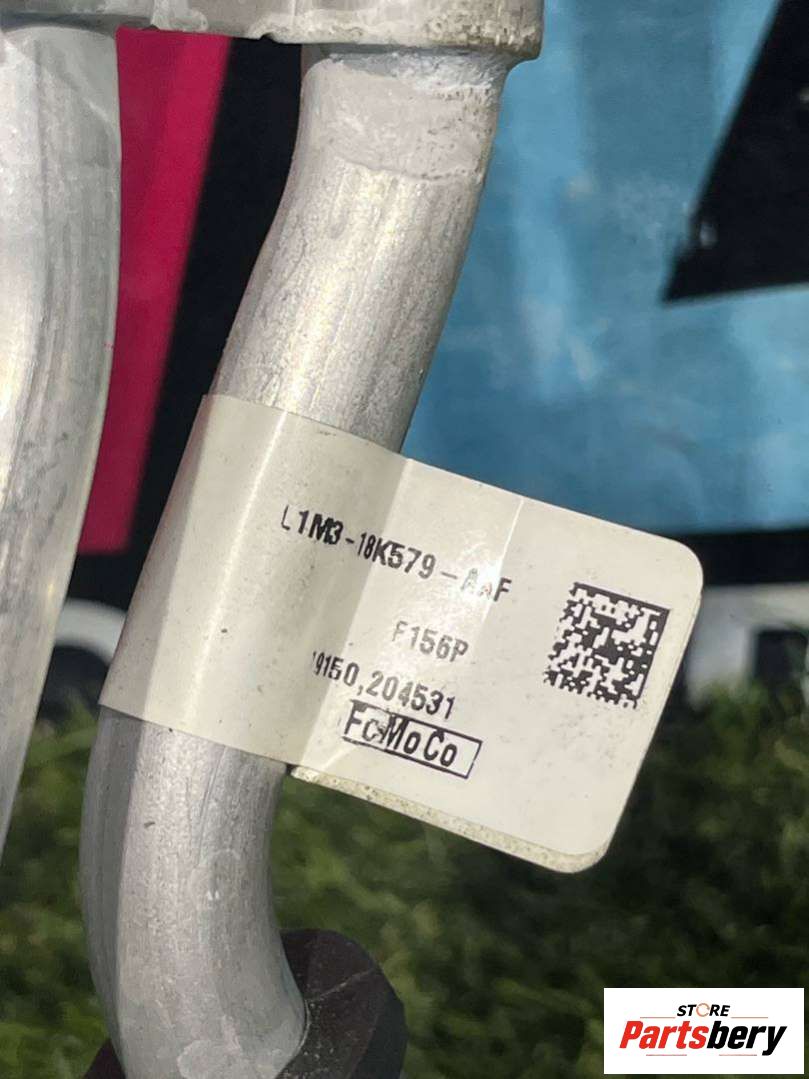 L1M3-18K579-AAF
F156P
19150,204531
FoMoCo
STORE
Partsbery